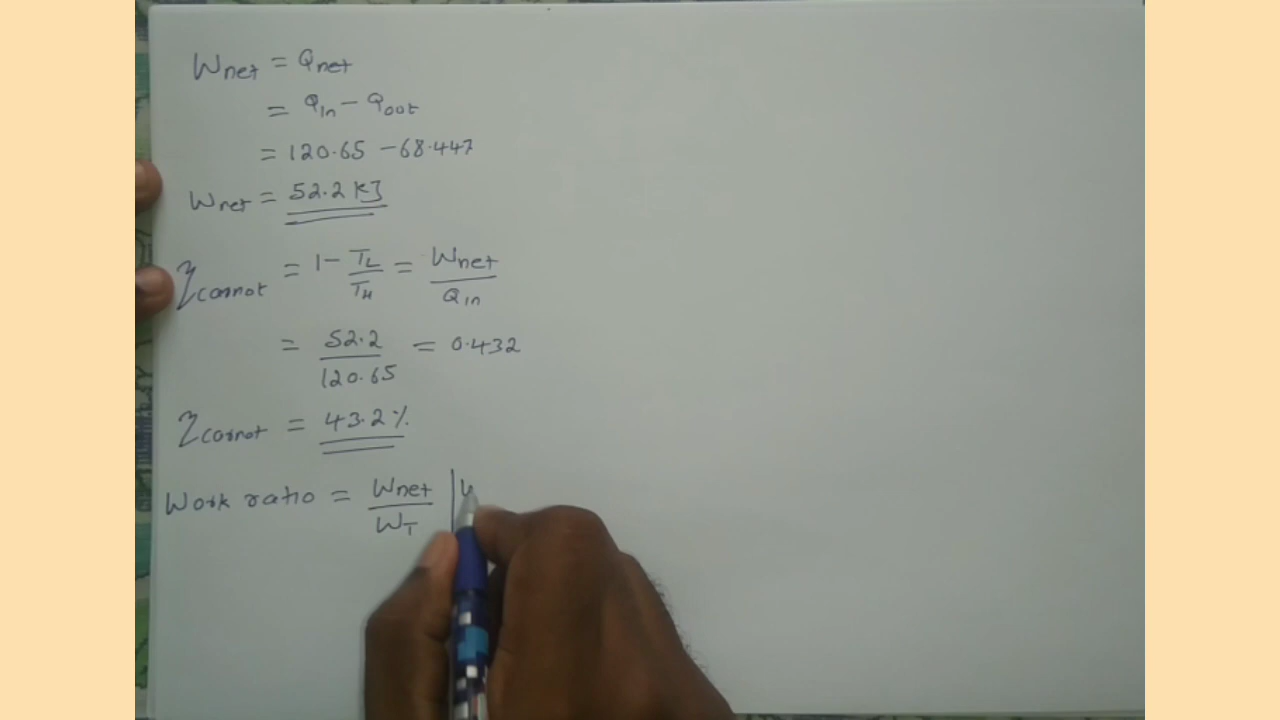 Wnet = Qnet
= Qin - Qout
= 120.65 - 68.447
Wnet = 52.2 kJ
ηcarnot = 1 - TL/TH = Wnet/Qin
= 52.2/120.65 = 0.432
ηcarnot = 43.2%
Work ratio = Wnet/WT